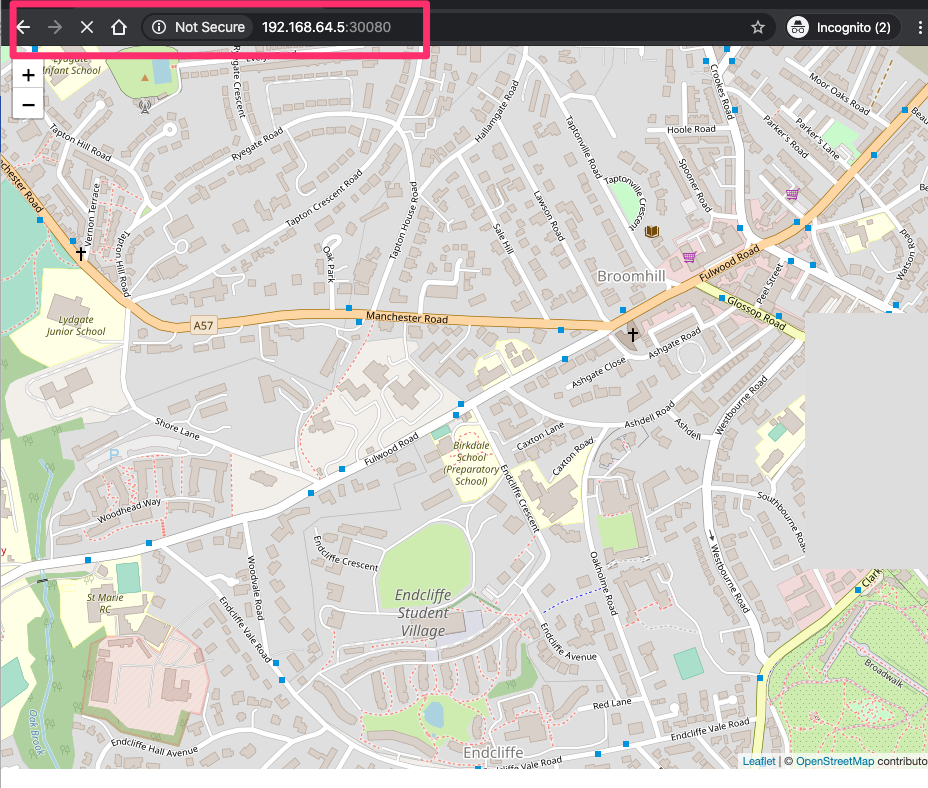 Not Secure
192.168.64.5:30080
Incognito (2)
+
−
Lydgate
Infant School
Ryegate Crescent
Hallamgate Road
Crookes Road
Moor Oaks Road
Tapton Hill Road
Ryegate Road
Taptonville Road
Hoole Road
Parker's Road
Parker's Lane
Manchester Road
Vernon Terrace
Tapton Hill Road
Tapton Crescent Road
Tapton House Road
Oak Park
Sale Hill
Lawson Road
Taptonville Crescent
Spooner Road
Watson Road
Broomhill
Fulwood Road
Peel Street
Glossop Road
Lydgate
Junior School
A57
Manchester Road
Ashgate Close
Ashgate Road
Shore Lane
P
Fulwood Road
Birkdale
School
(Preparatory
School)
Caxton Lane
Caxton Road
Ashdell Road
Ashdell
Westbourne Road
Endcliffe Crescent
Woodhead Way
Southbourne Road
Endcliffe Crescent
Woodvale Road
Oakholme Road
Westbourne Road
Clark
St Marie
RC
Endcliffe Vale Road
Endcliffe
Student
Village
Endcliffe Avenue
Broadwalk
Oak Brook
Red Lane
Endcliffe Hall Avenue
Endcliffe Vale Road
Endcliffe
Endcliffe Vale Road
Leaflet | © OpenStreetMap contributo